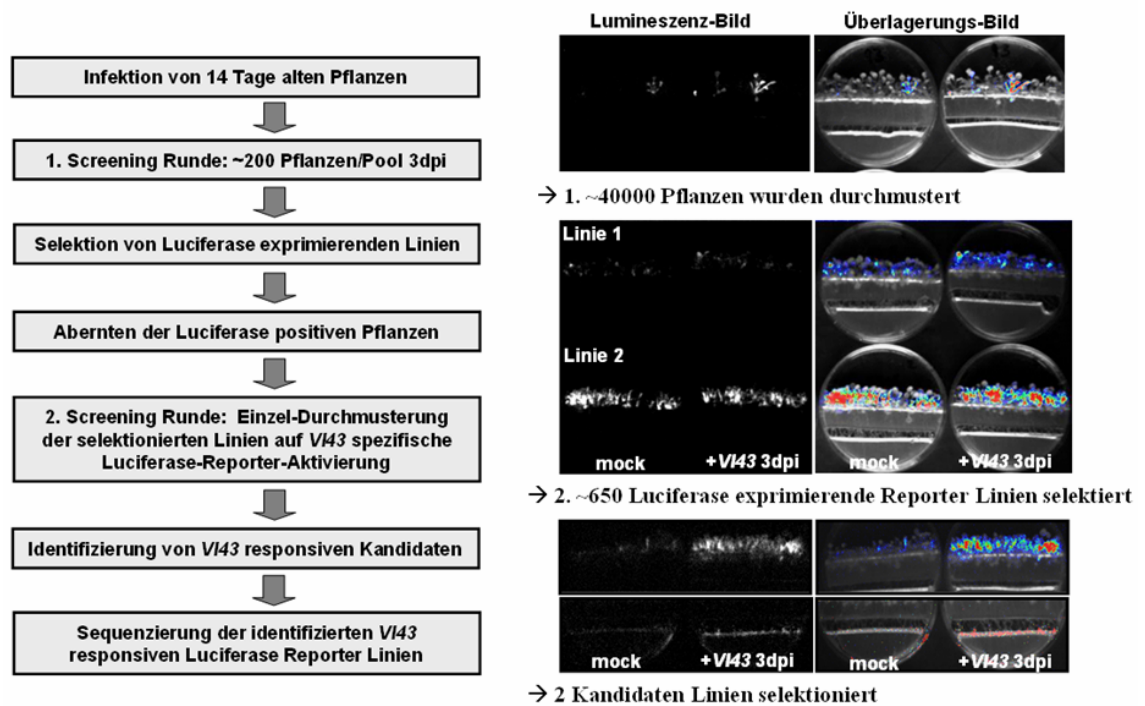 Infektion von 14 Tage alten Pflanzen
1. Screening Runde: ~200 Pflanzen/Pool 3dpi
Selektion von Luciferase exprimierenden Linien
Abernten der Luciferase positiven Pflanzen
2. Screening Runde: Einzel-Durchmusterung
der selektionierten Linien auf Vl43 spezifische
Luciferase-Reporter-Aktivierung
Identifizierung von Vl43 responsiven Kandidaten
Sequenzierung der identifizierten Vl43
responsiven Luciferase Reporter Linien
Lumineszenz-Bild
Überlagerungs-Bild
→ 1. ~40000 Pflanzen wurden durchmustert
Linie 1
Linie 2
mock
+Vl43 3dpi
mock
+Vl43 3dpi
→ 2. ~650 Luciferase exprimierende Reporter Linien selektiert
mock
+Vl43 3dpi
mock
+Vl43 3dpi
→ 2 Kandidaten Linien selektioniert